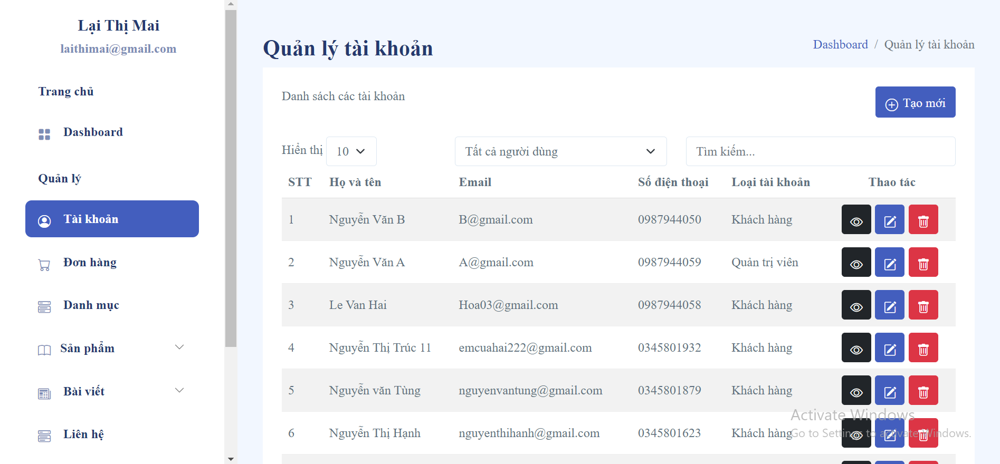 Lại Thị Mai
laithimai@gmail.com
Trang chủ
Dashboard
Quản lý
Tài khoản
Đơn hàng
Danh mục
Sản phẩm
Bài viết
Liên hệ
Quản lý tài khoản
Dashboard / Quản lý tài khoản
Danh sách các tài khoản
Tạo mới
Hiển thị 10 Tất cả người dùng Tìm kiếm...
STT Họ và tên Email Số điện thoại Loại tài khoản Thao tác
1 Nguyễn Văn B B@gmail.com 0987944050 Khách hàng
2 Nguyễn Văn A A@gmail.com 0987944059 Quản trị viên
3 Le Van Hai Hoa03@gmail.com 0987944058 Khách hàng
4 Nguyễn Thị Trúc 11 emcuahai222@gmail.com 0345801932 Khách hàng
5 Nguyễn văn Tùng nguyenvantung@gmail.com 0345801879 Khách hàng
6 Nguyễn Thị Hạnh nguyenthihanh@gmail.com 0345801623 Khách hàng
Activate Windows
Go to Settings to activate Windows.